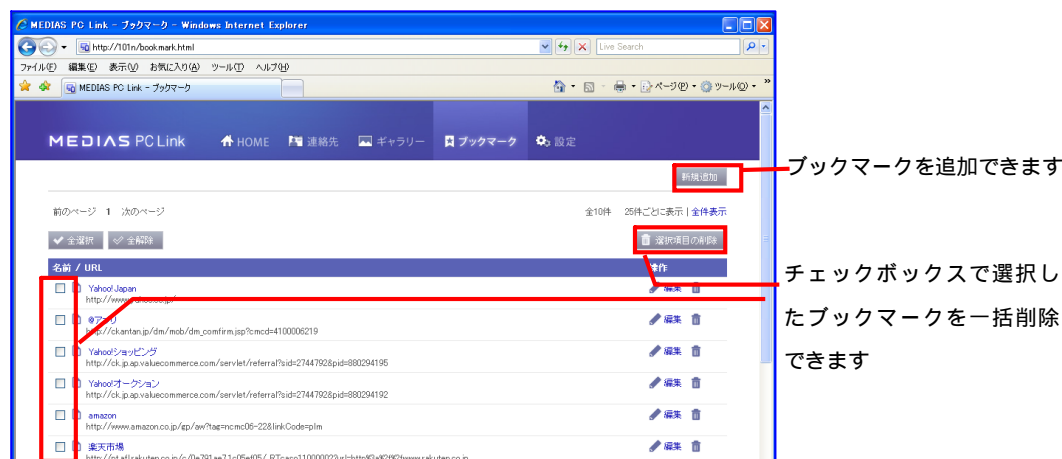 MEDIAS PC Link - ブックマーク - Windows Internet Explorer
http://101n/bookmark.html
Live Search
ファイル(F) 編集(E) 表示(V) お気に入り(A) ツール(T) ヘルプ(H)
MEDIAS PC Link - ブックマーク
ページ(P) ツール(O)
MEDIAS PC Link HOME 連絡先 ギャラリー ブックマーク 設定
新規追加
ブックマークを追加できます
前のページ 1 次のページ 全10件 25件ごとに表示 | 全件表示
全選択 全解除 選択項目の削除
名前 / URL 操作
Yahoo!Japan 編集
チェックボックスで選択し
たブックマークを一括削除
できます
編集
http://ckantan.jp/dm/mob/dm_comfirm.jsp?cmcd=4100006219
Yahoo!ショッピング 編集
http://ck.jp.ap.valuecommerce.com/servlet/referral?sid=2744792&pid=880294195
Yahoo!オークション 編集
http://ck.jp.ap.valuecommerce.com/servlet/referral?sid=2744792&pid=880294192
amazon 編集
http://www.amazon.co.jp/gp/aw?tag=ncmc06-22&linkCode=plm
楽天市場 編集